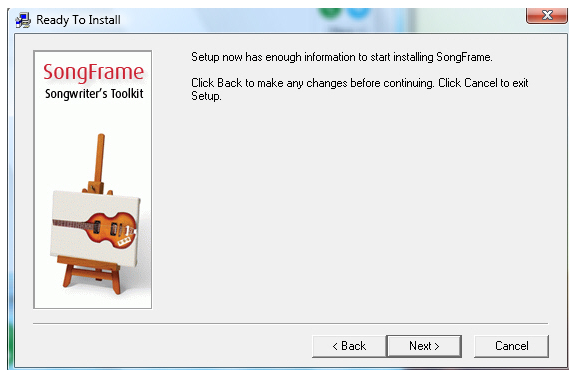 Ready To Install
SongFrame
Songwriter's Toolkit
Setup now has enough information to start installing SongFrame.
Click Back to make any changes before continuing. Click Cancel to exit
Setup.
< Back
Next >
Cancel